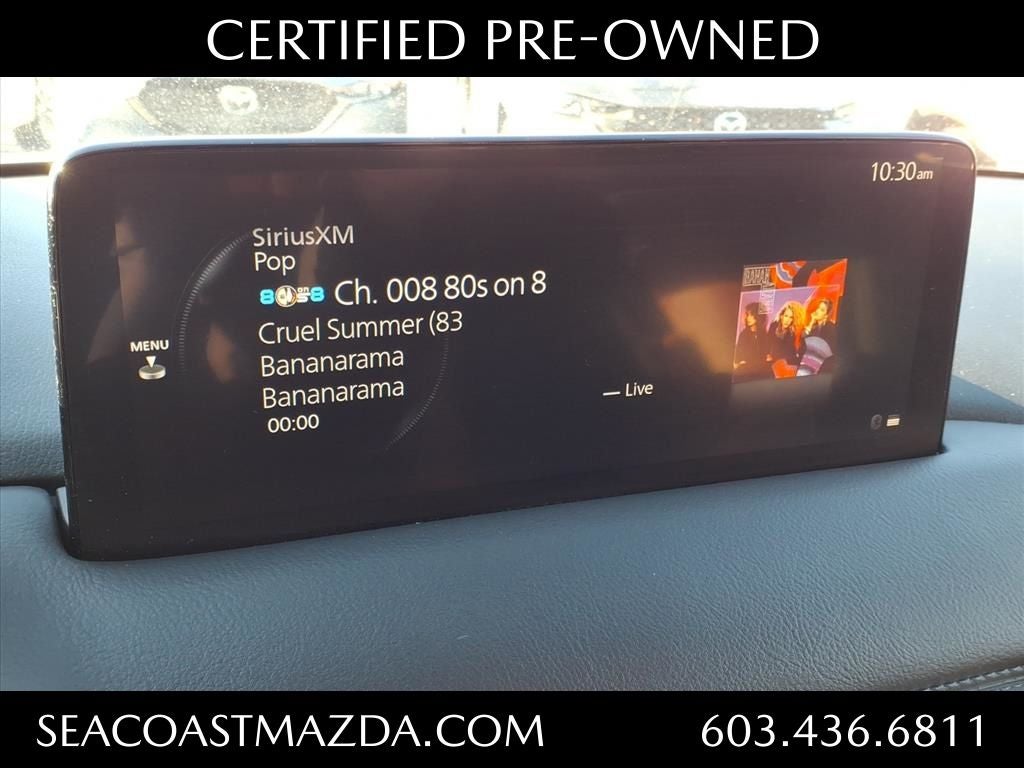 CERTIFIED PRE-OWNED
10:30am
SiriusXM
Pop
8on8 Ch. 008 80s on 8
Cruel Summer (83
MENU
Bananarama
Bananarama
Live
00:00
SEACOASTMAZDA.COM 603.436.6811